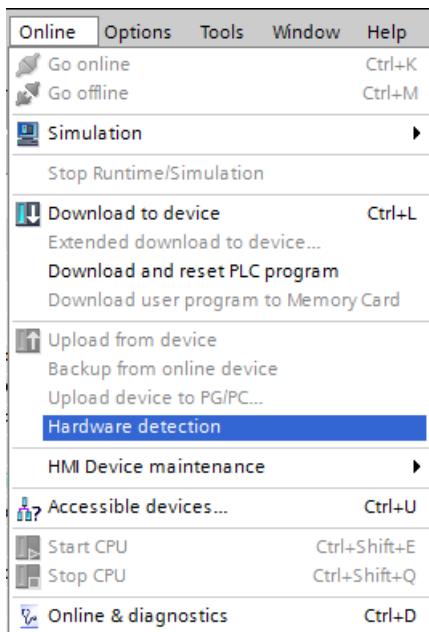 Online Options Tools Window Help
Go online Ctrl+K
Go offline Ctrl+M
Simulation
Stop Runtime/Simulation
Download to device Ctrl+L
Extended download to device...
Download and reset PLC program
Download user program to Memory Card
Upload from device
Backup from online device
Upload device to PG/PC...
Hardware detection
HMI Device maintenance
Accessible devices... Ctrl+U
Start CPU Ctrl+Shift+E
Stop CPU Ctrl+Shift+Q
Online & diagnostics Ctrl+D